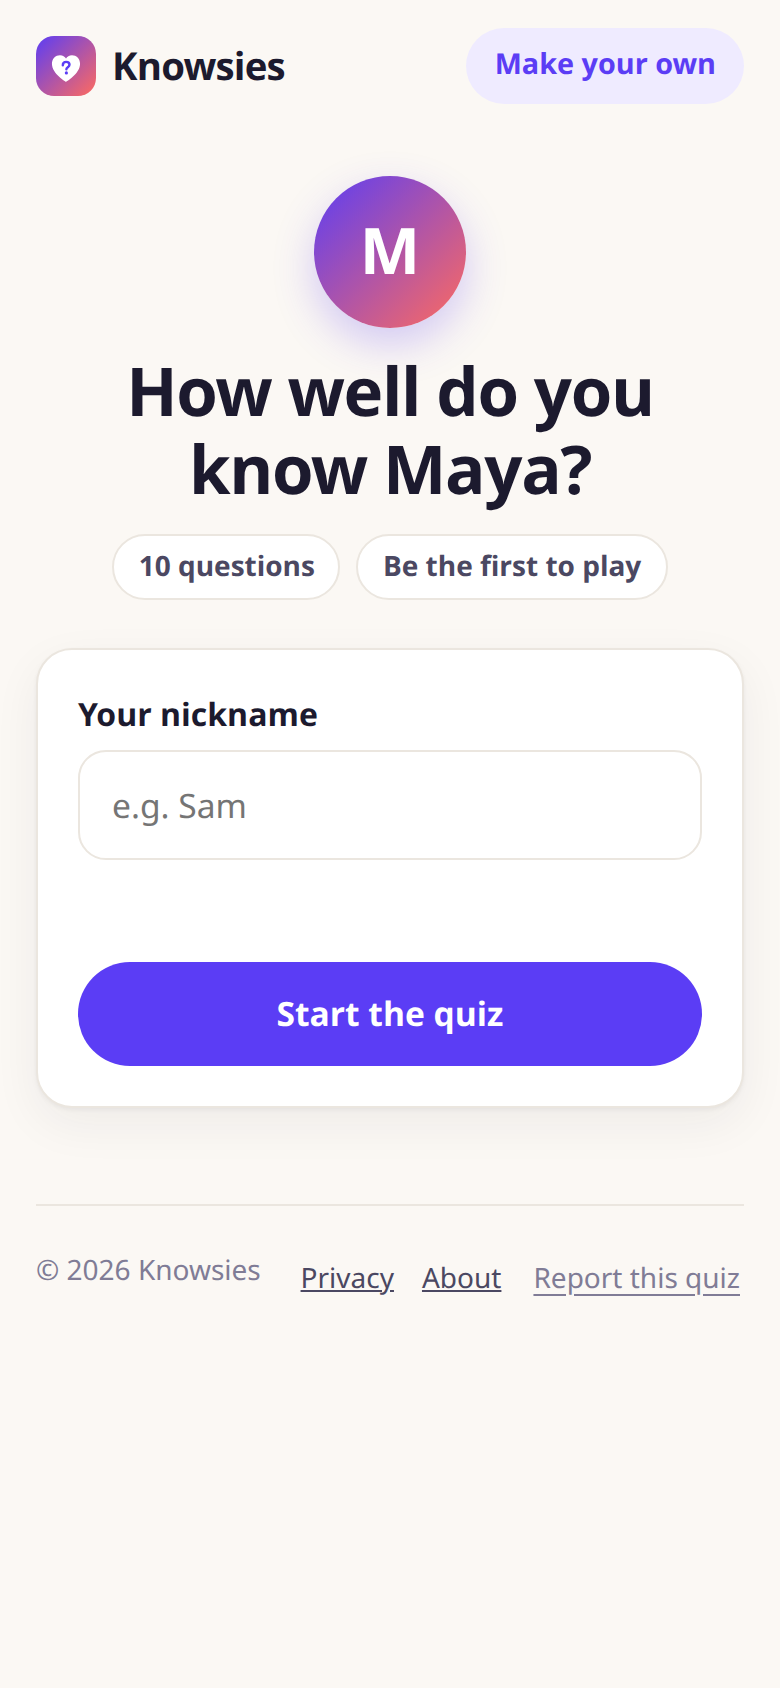 Knowsies
Make your own
M
How well do you
know Maya?
10 questions
Be the first to play
Your nickname
e.g. Sam
Start the quiz
© 2026 Knowsies
Privacy
About
Report this quiz